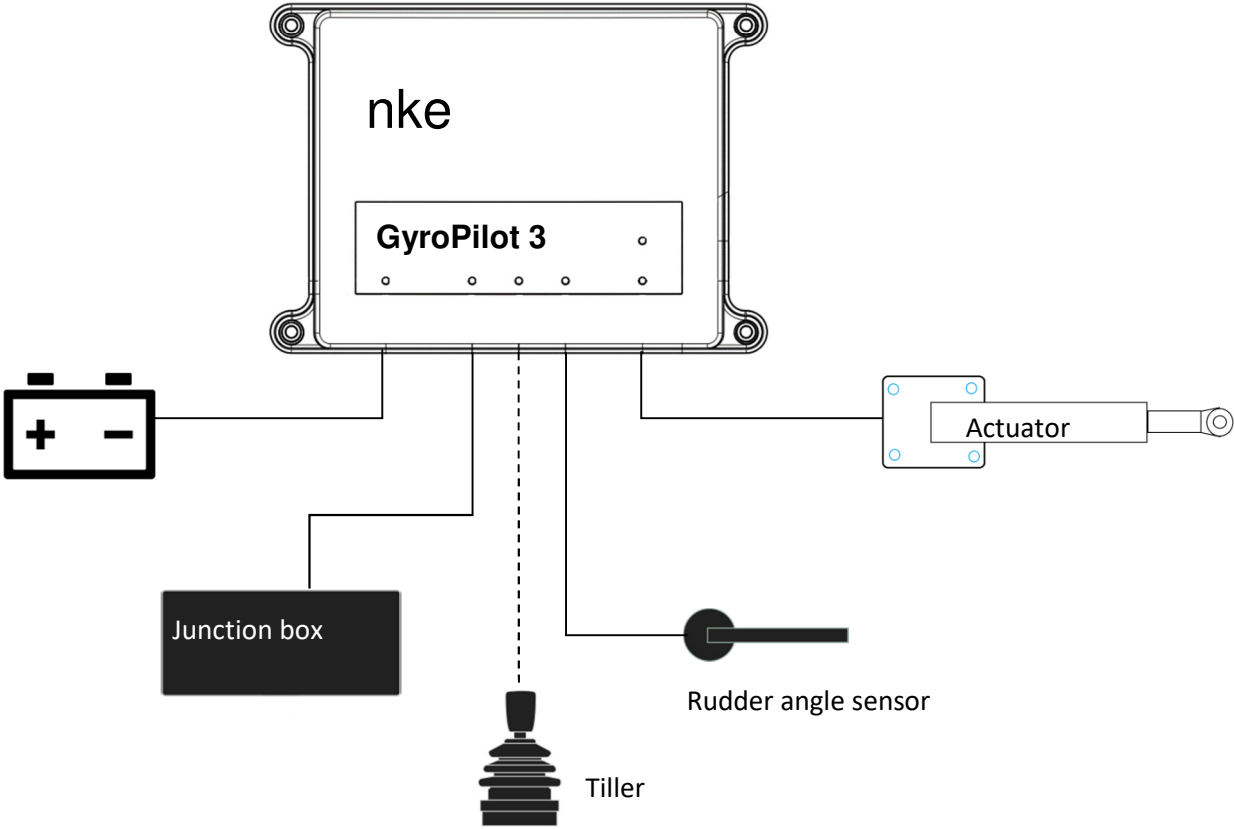 nke
GyroPilot 3
+ -
Actuator
Junction box
Rudder angle sensor
Tiller